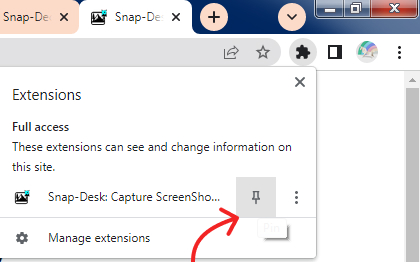 Snap-Des
Snap-Desk
Extensions
Full access
These extensions can see and change information on
this site.
Snap-Desk: Capture ScreenSho...
Pin
Manage extensions